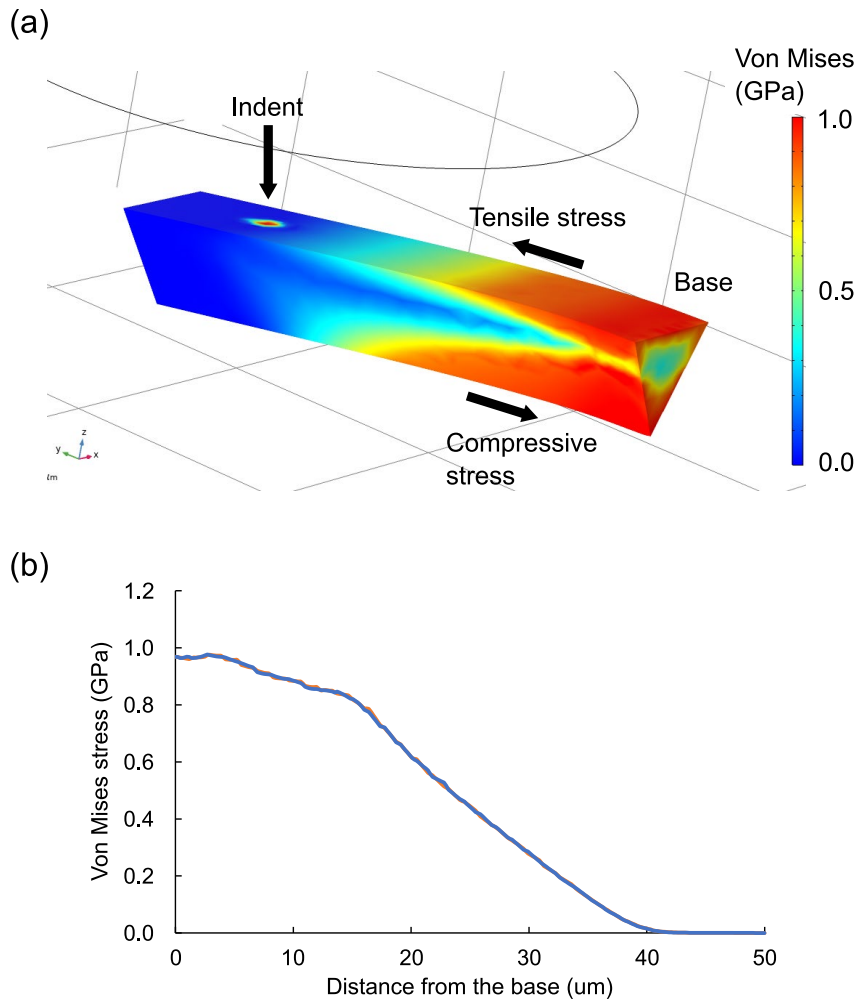 (a)
Von Mises
(GPa)
Indent
1.0
Tensile stress
Base
0.5
Compressive
stress
0.0
z
y
x
(b)
1.2
1.0
0.8
0.6
0.4
0.2
0.0
Von Mises stress (GPa)
0 10 20 30 40 50
Distance from the base (um)